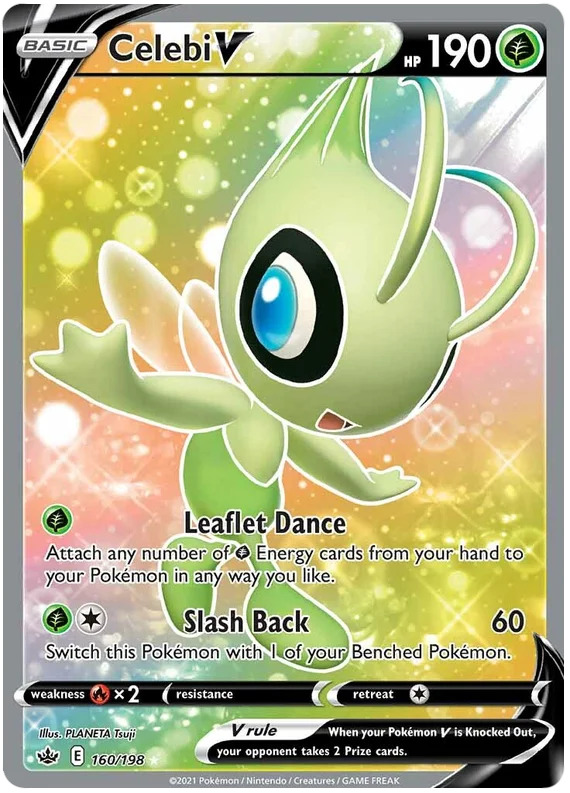 BASIC Celebi V HP 190
Leaflet Dance
Attach any number of Energy cards from your hand to
your Pokémon in any way you like.
Slash Back 60
Switch this Pokémon with 1 of your Benched Pokémon.
weakness ×2 resistance retreat
Illus. PLANETA Tsuji
V rule When your Pokémon V is Knocked Out,
your opponent takes 2 Prize cards.
E 160/198
©2021 Pokémon / Nintendo / Creatures / GAME FREAK